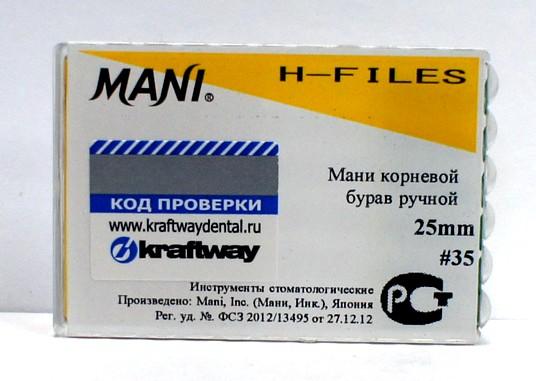 MANI®
H-FILES
Мани корневой
бурав ручной
25mm
#35
КОД ПРОВЕРКИ
www.kraftwaydental.ru
kraftway
Инструменты стоматологические
Произведено: Mani, Inc. (Мани, Инк.), Япония
Рег. уд. №. ФСЗ 2012/13495 от 27.12.12
РСТ